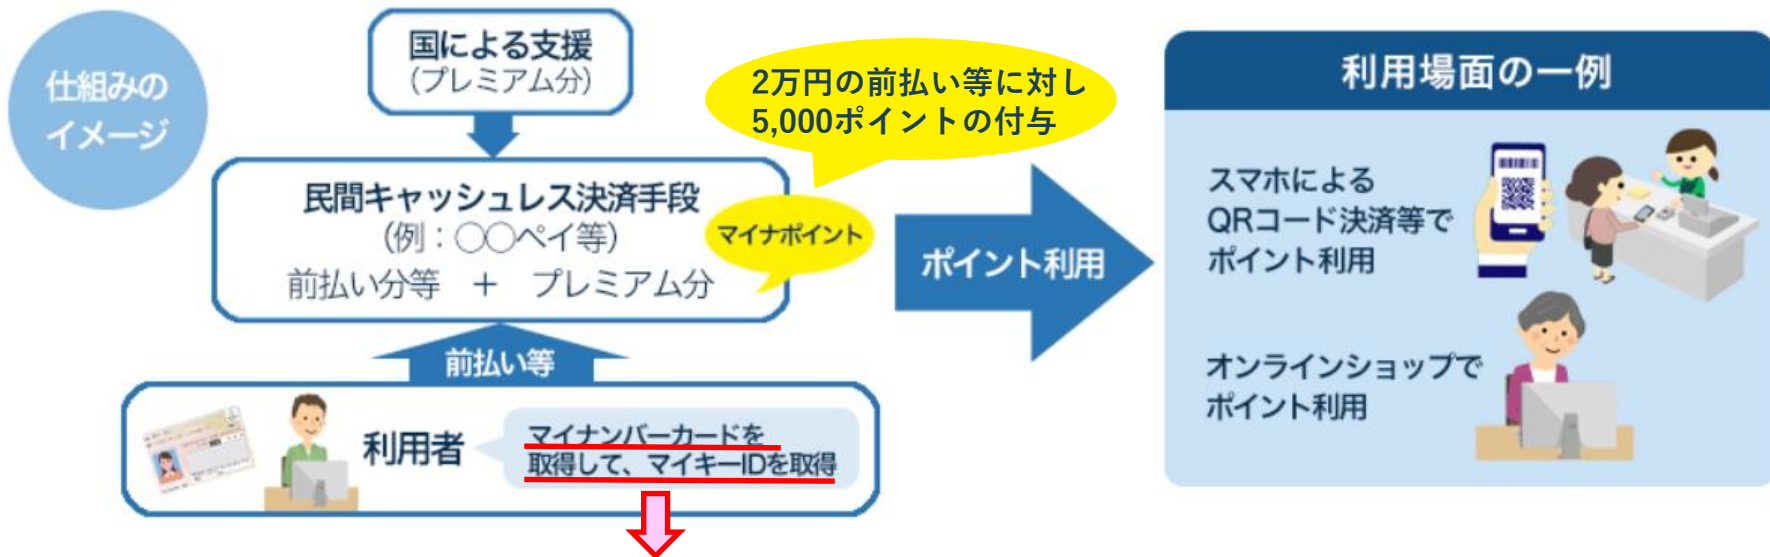 仕組みの
イメージ
国による支援
(プレミアム分)
2万円の前払い等に対し
5,000ポイントの付与
民間キャッシュレス決済手段
(例：〇〇ペイ等)
前払い分等 ＋ プレミアム分
マイナポイント
前払い等
利用者
マイナンバーカードを
取得して、マイキーIDを取得
ポイント利用
利用場面の一例
スマホによる
QRコード決済等で
ポイント利用
オンラインショップで
ポイント利用